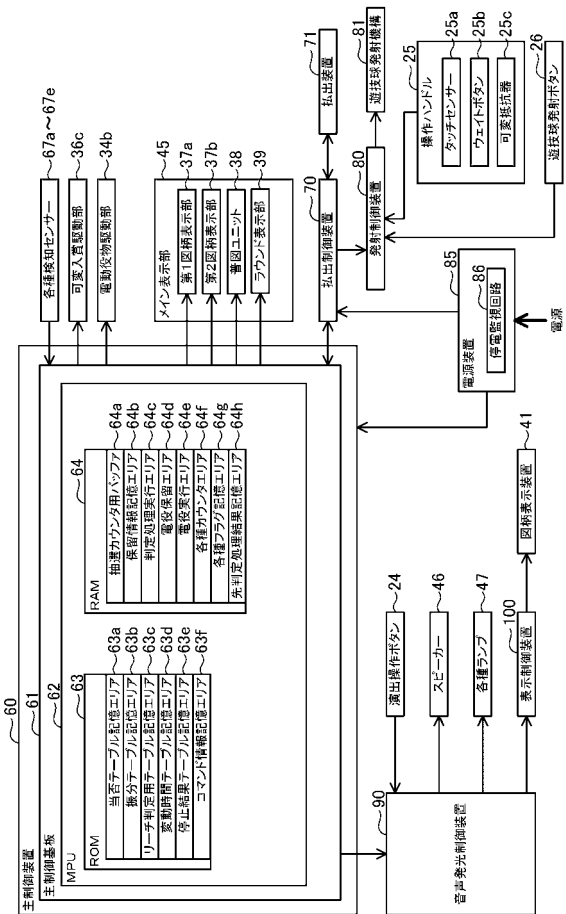 60
主制御装置
61
主制御基板
62
MPU
63
ROM
当否テーブル記憶エリア 63a
振分テーブル記憶エリア 63b
リーチ判定用テーブル記憶エリア 63c
変動時間テーブル記憶エリア 63d
停止結果テーブル記憶エリア 63e
コマンド情報記憶エリア 63f
64
RAM
抽選カウンタ用バッファ 64a
保留情報記憶エリア 64b
判定処理実行エリア 64c
電役保留エリア 64d
電役実行エリア 64e
各種カウンタエリア 64f
各種フラグ記憶エリア 64g
先判定処理結果記憶エリア 64h
各種検知センサー 67a~67e
可変入賞駆動部 36c
電動役物駆動部 34b
45
メイン表示部
第1図柄表示部 37a
第2図柄表示部 37b
普図ユニット 38
ラウンド表示部 39
払出制御装置 70
払出装置 71
発射制御装置 80
遊技球発射機構 81
25
操作ハンドル
タッチセンサー 25a
ウェイトボタン 25b
可変抵抗器 25c
遊技球発射ボタン 26
85
電源装置
86
停電監視回路
電源
90
音声発光制御装置
演出操作ボタン 24
スピーカー 46
各種ランプ 47
表示制御装置 100
図柄表示装置 41